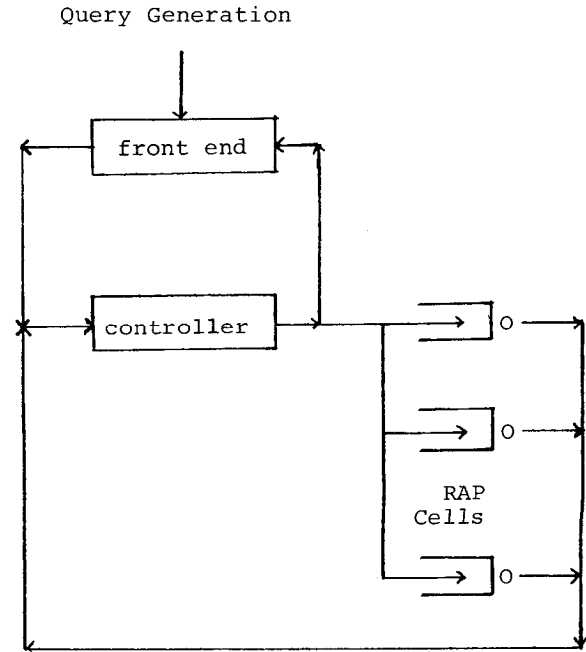 Query Generation
front end
controller
O
O
RAP
Cells
O